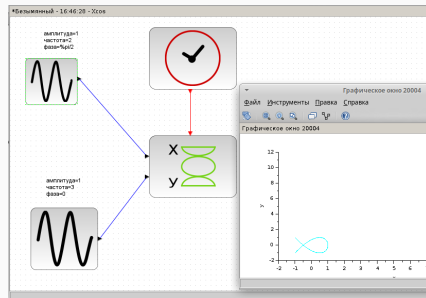 *Безымянный - 16:46:28 - Xcos
амплитуда=1
частота=2
фаза=%pi/2
X
У
амплитуда=1
частота=3
фаза=0
Графическое окно 20004
Файл Инструменты Правка Справка
Графическое окно 20004
12
10
8
6
4
2
0
-2
y
-2 -1 0 1 2 3 4 5 6